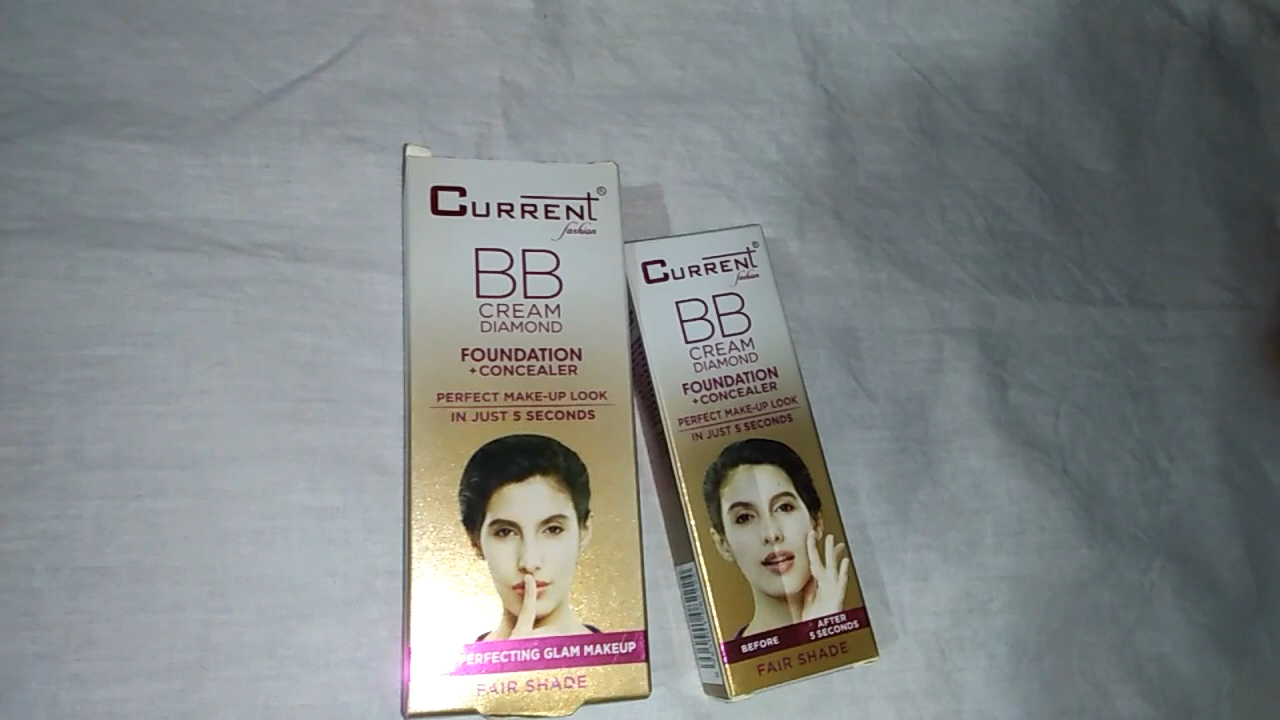 CURRENt®
fashion
BB
CREAM
DIAMOND
FOUNDATION
+CONCEALER
PERFECT MAKE-UP LOOK
IN JUST 5 SECONDS
PERFECTING GLAM MAKEUP
FAIR SHADE
CURRENt®
fashion
BB
CREAM
DIAMOND
FOUNDATION
+CONCEALER
PERFECT MAKE-UP LOOK
IN JUST 5 SECONDS
BEFORE
AFTER
5 SECONDS
FAIR SHADE